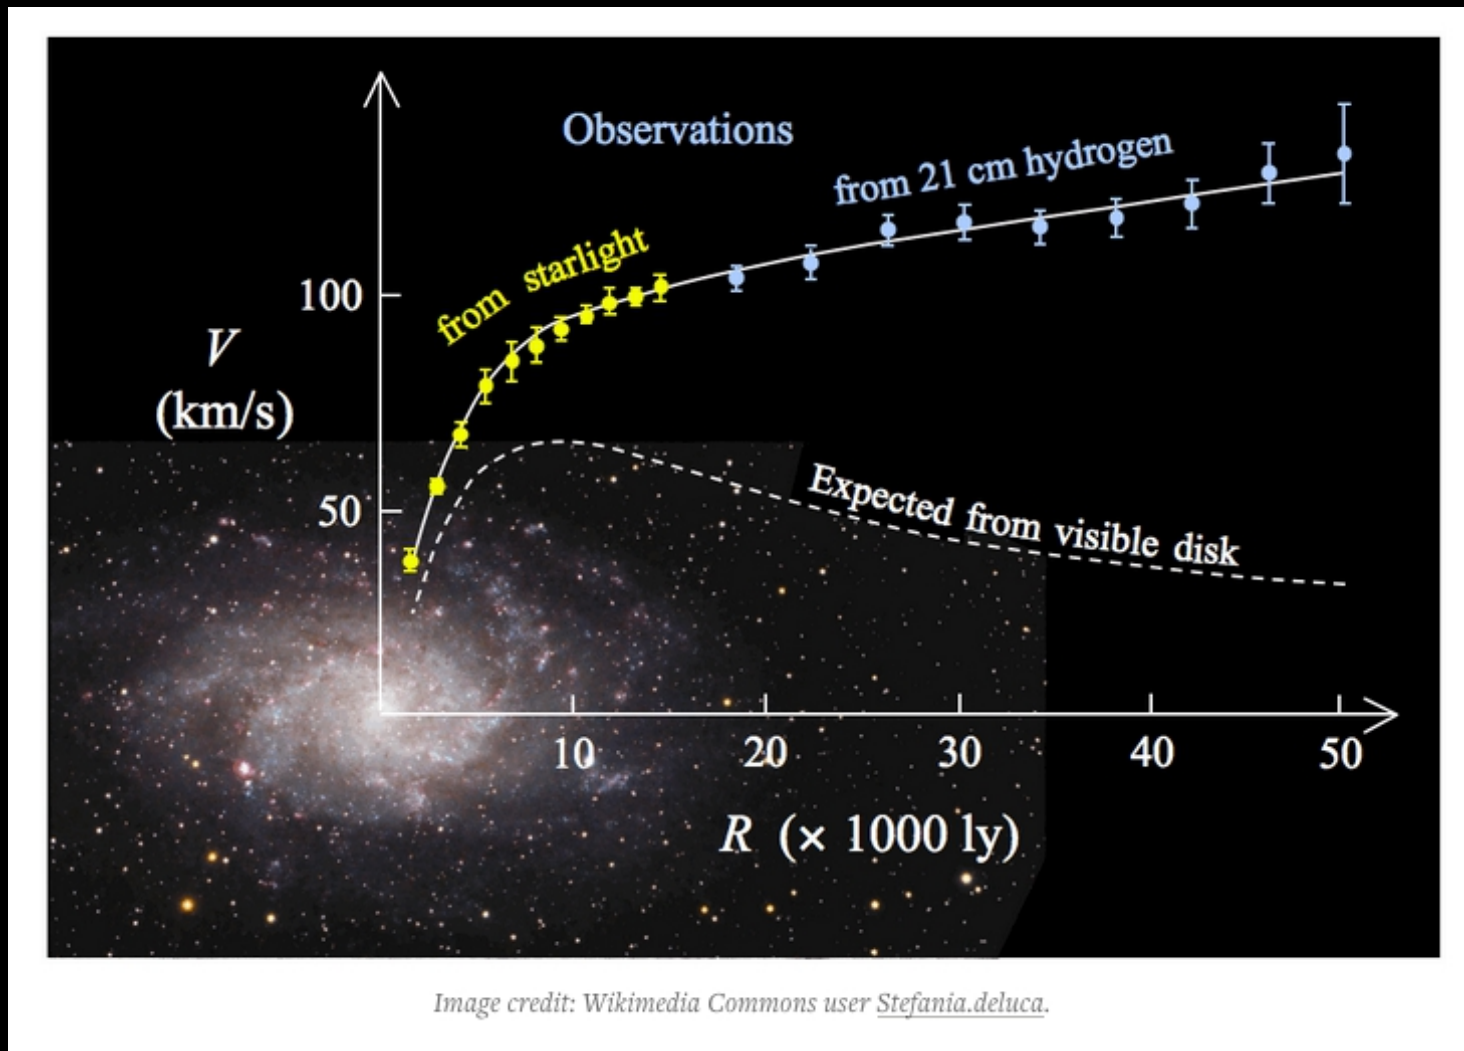 Observations
from 21 cm hydrogen
from starlight
100
V
(km/s)
50
Expected from visible disk
10
20
30
40
50
R (× 1000 ly)
Image credit: Wikimedia Commons user Stefania.deluca.